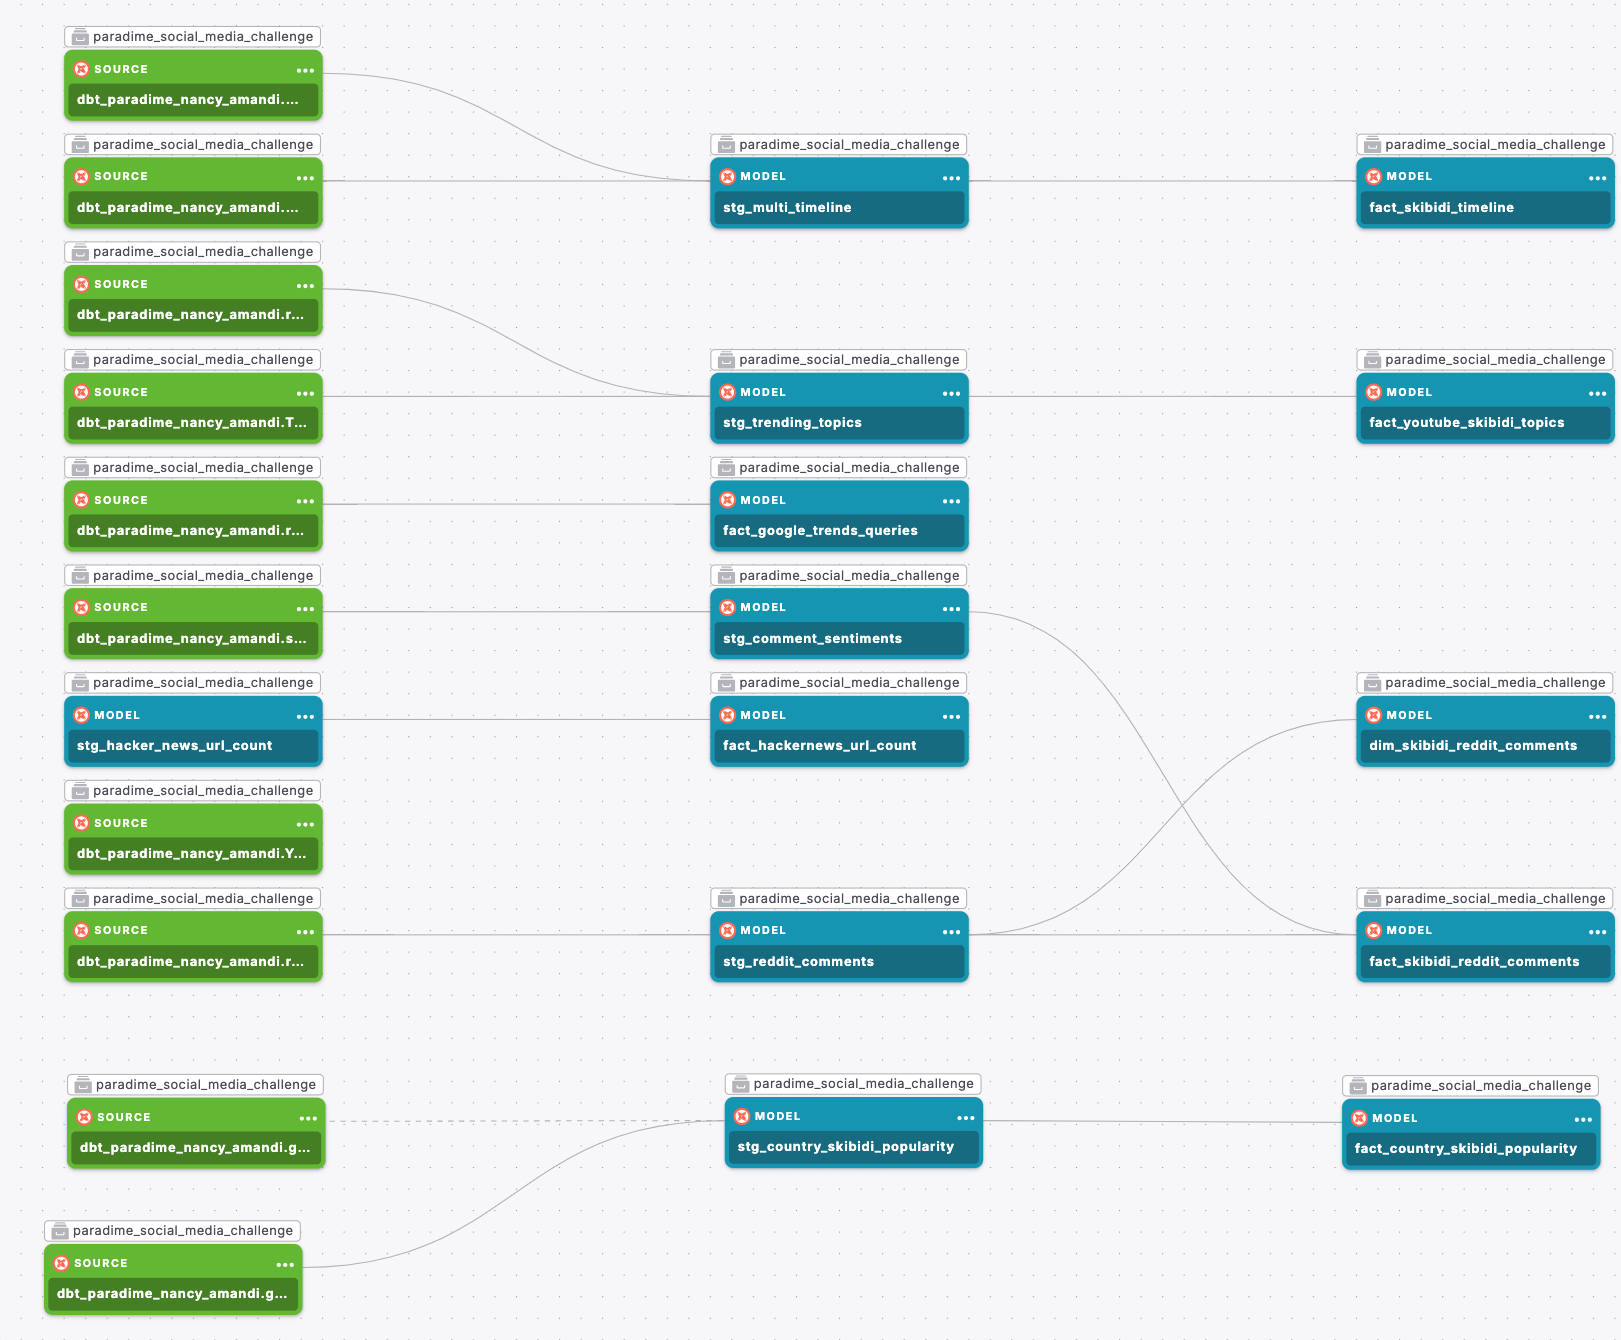 paradime_social_media_challenge
SOURCE
dbt_paradime_nancy_amandi....
paradime_social_media_challenge
SOURCE
dbt_paradime_nancy_amandi....
paradime_social_media_challenge
MODEL
stg_multi_timeline
paradime_social_media_challenge
MODEL
fact_skibidi_timeline
paradime_social_media_challenge
SOURCE
dbt_paradime_nancy_amandi.r...
paradime_social_media_challenge
SOURCE
dbt_paradime_nancy_amandi.T...
paradime_social_media_challenge
MODEL
stg_trending_topics
paradime_social_media_challenge
MODEL
fact_youtube_skibidi_topics
paradime_social_media_challenge
SOURCE
dbt_paradime_nancy_amandi.r...
paradime_social_media_challenge
MODEL
fact_google_trends_queries
paradime_social_media_challenge
SOURCE
dbt_paradime_nancy_amandi.s...
paradime_social_media_challenge
MODEL
stg_comment_sentiments
paradime_social_media_challenge
MODEL
stg_hacker_news_url_count
paradime_social_media_challenge
MODEL
fact_hackernews_url_count
paradime_social_media_challenge
MODEL
dim_skibidi_reddit_comments
paradime_social_media_challenge
SOURCE
dbt_paradime_nancy_amandi.Y...
paradime_social_media_challenge
SOURCE
dbt_paradime_nancy_amandi.r...
paradime_social_media_challenge
MODEL
stg_reddit_comments
paradime_social_media_challenge
MODEL
fact_skibidi_reddit_comments
paradime_social_media_challenge
SOURCE
dbt_paradime_nancy_amandi.g...
paradime_social_media_challenge
MODEL
stg_country_skibidi_popularity
paradime_social_media_challenge
MODEL
fact_country_skibidi_popularity
paradime_social_media_challenge
SOURCE
dbt_paradime_nancy_amandi.g...